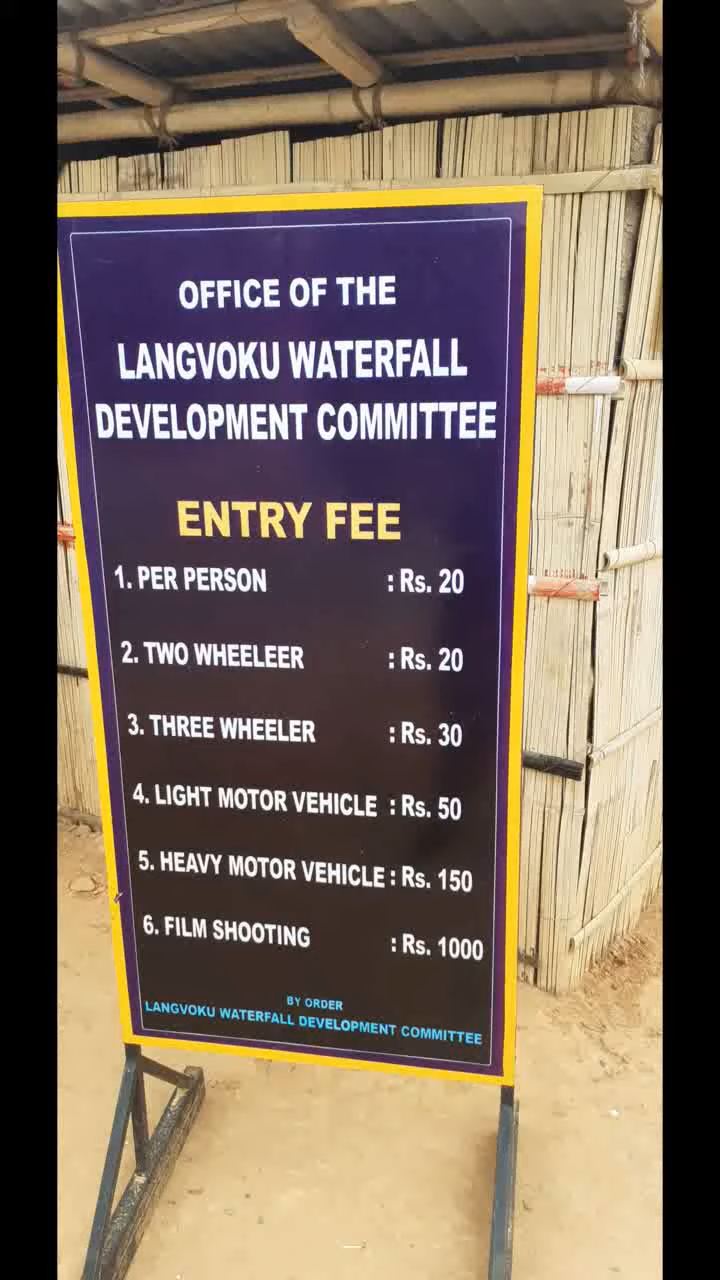 OFFICE OF THE
LANGVOKU WATERFALL
DEVELOPMENT COMMITTEE
ENTRY FEE
1. PER PERSON : Rs. 20
2. TWO WHEELEER : Rs. 20
3. THREE WHEELER : Rs. 30
4. LIGHT MOTOR VEHICLE : Rs. 50
5. HEAVY MOTOR VEHICLE : Rs. 150
6. FILM SHOOTING : Rs. 1000
BY ORDER
LANGVOKU WATERFALL DEVELOPMENT COMMITTEE